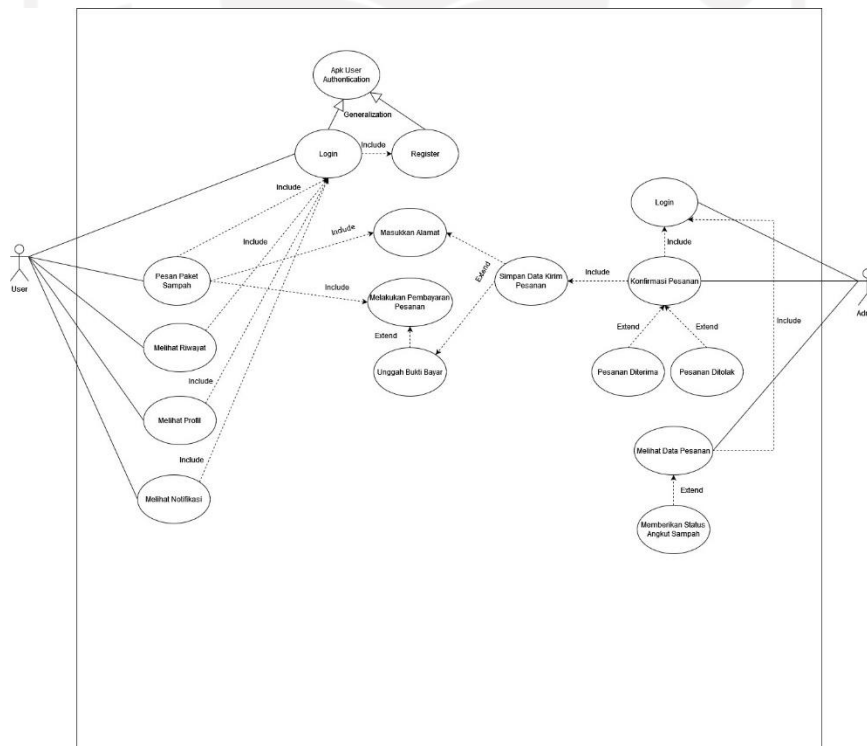 Apk User
Authentication
Generalization
Login
Include
Register
Include
Include
Include
Masukkan Alamat
User
Pesan Paket
Sampah
Include
Melakukan Pembayaran
Pesanan
Extend
Unggah Bukti Bayar
Melihat Riwayat
Include
Melihat Profil
Include
Melihat Notifikasi
Extend
Simpan Data Kirim
Pesanan
Include
Login
Include
Konfirmasi Pesanan
Include
Extend
Extend
Pesanan Diterima
Pesanan Ditolak
Melihat Data Pesanan
Extend
Memberikan Status
Angkut Sampah